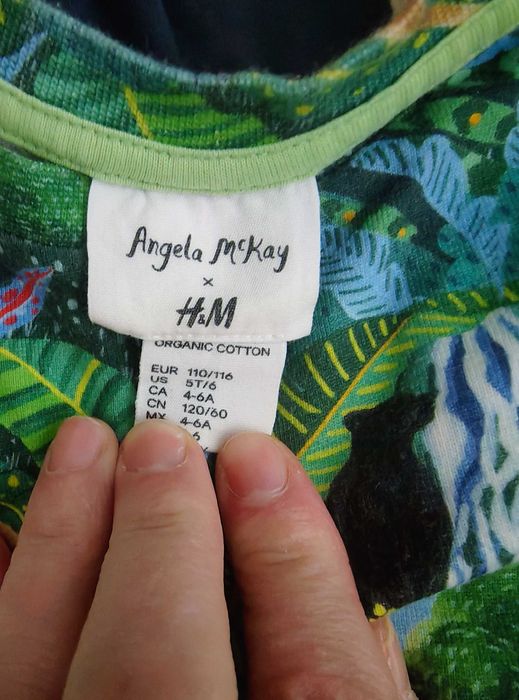 Angela McKay
x
H&M
ORGANIC COTTON
EUR 110/116
US 5T/6
CA 4-6A
CN 120/60
MX 4-6A